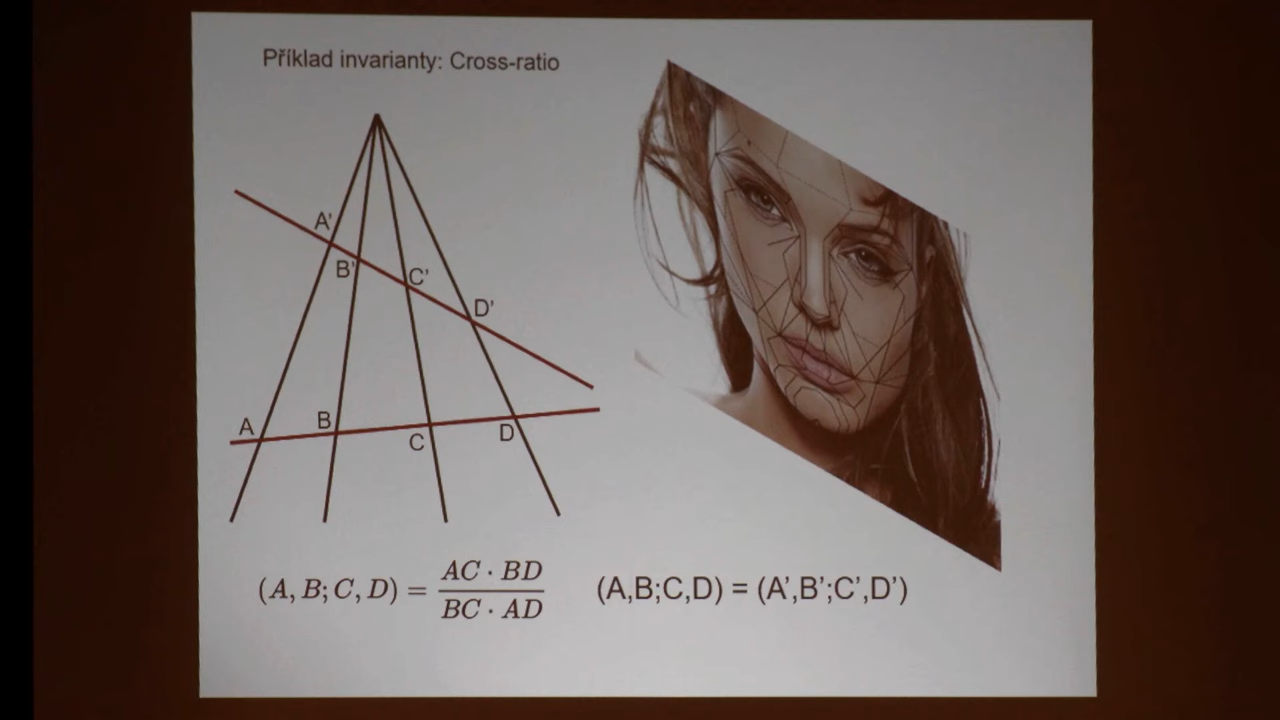 Příklad invarianty: Cross-ratio
A'
B'
C'
D'
A
B
C
D
(A, B; C, D) = AC · BD / BC · AD
(A,B;C,D) = (A',B';C',D')